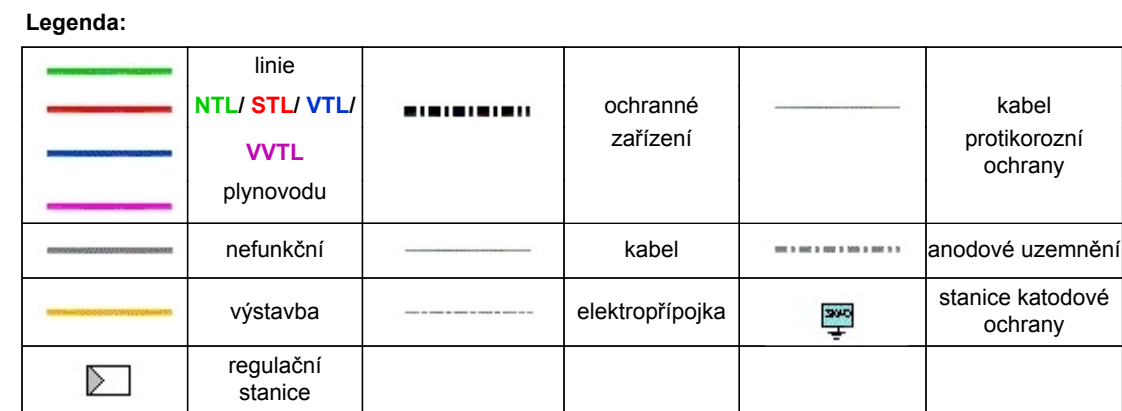 Legenda:
linie
NTL/ STL/ VTL/
VVTL
plynovodu
ochranné
zařízení
kabel
protikorozní
ochrany
nefunkční
kabel
anodové uzemnění
výstavba
elektropřípojka
stanice katodové
ochrany
regulační
stanice